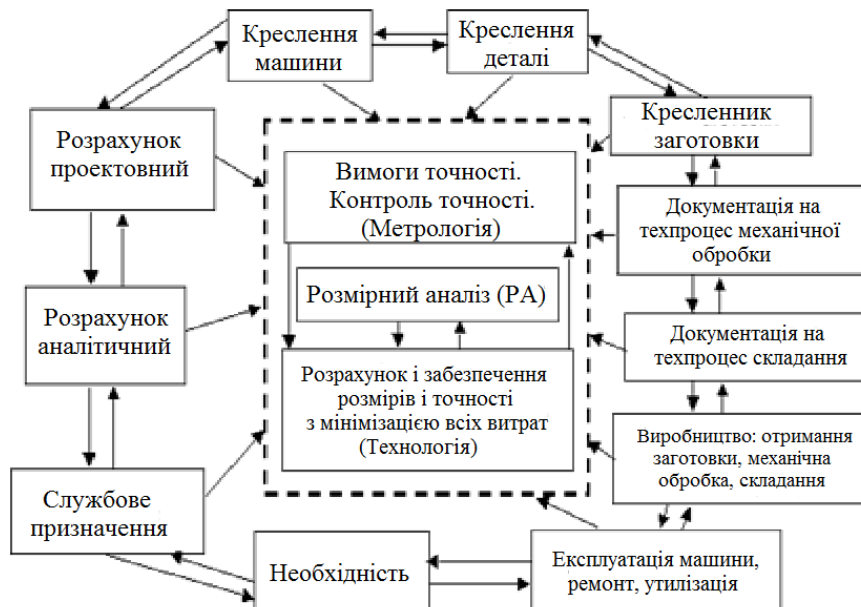 Креслення
машини
Креслення
деталі
Розрахунок
проектовний
Кресленник
заготовки
Вимоги точності.
Контроль точності.
(Метрологія)
Документація на
техпроцес механічної
обробки
Розмірний аналіз (РА)
Розрахунок
аналітичний
Документація на
техпроцес складання
Розрахунок і забезпечення
розмірів і точності
з мінімізацією всіх витрат
(Технологія)
Виробництво: отримання
заготовки, механічна
обробка, складання
Службове
призначення
Необхідність
Експлуатація машини,
ремонт, утилізація